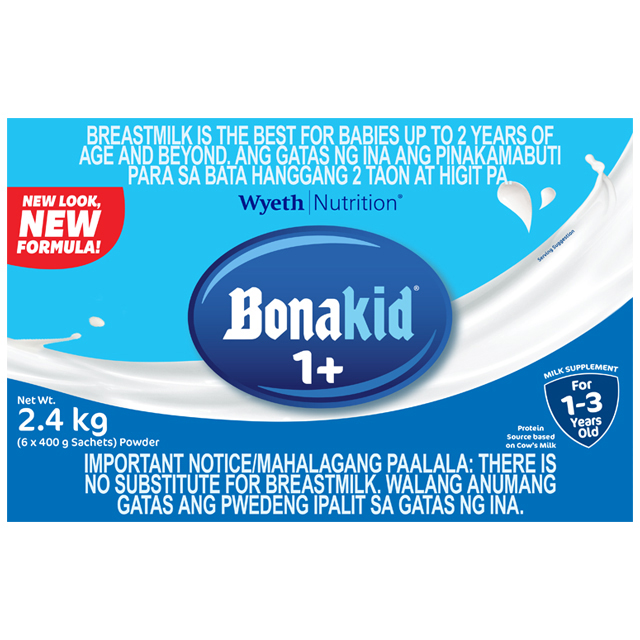 BREASTMILK IS THE BEST FOR BABIES UP TO 2 YEARS OF
AGE AND BEYOND. ANG GATAS NG INA ANG PINAKAMABUTI
PARA SA BATA HANGGANG 2 TAON AT HIGIT PA.
Wyeth | Nutrition®
NEW LOOK,
NEW
FORMULA!
Serving Suggestion
Bonakid®
1+
Net Wt.
2.4 kg
(6 x 400 g Sachets) Powder
MILK SUPPLEMENT
For
1-3
Years
Old
Protein
Source based
on Cow's Milk
IMPORTANT NOTICE/MAHALAGANG PAALALA: THERE IS
NO SUBSTITUTE FOR BREASTMILK. WALANG ANUMANG
GATAS ANG PWEDENG IPALIT SA GATAS NG INA.